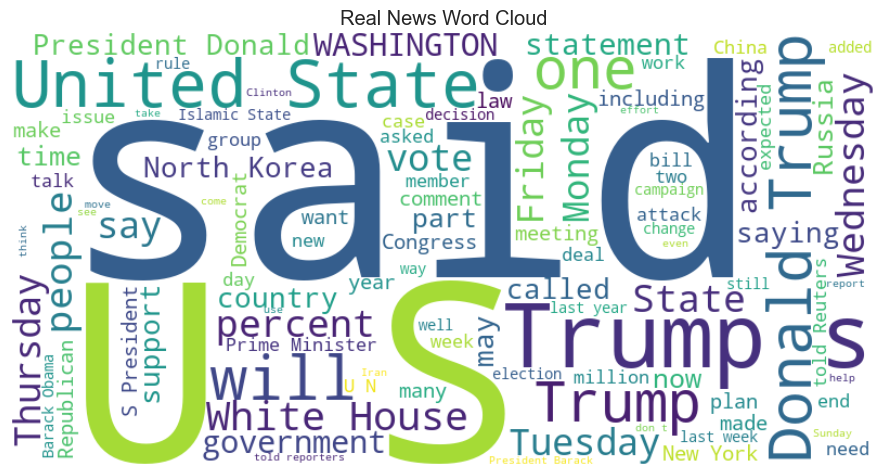 Real News Word Cloud
President Donald
WASHINGTON
statement
China
added
rule
United State
one
work
Clinton
law
including
according
expected
Russia
make
issue
take
Islamic State
case
decision
effort
said
group
asked
time
North Korea
vote
Friday
Monday
bill
two
Donald Trump
Wednesday
talk
member
campaign
people
Democrat
want
comment
part
attack
move
see
say
come
new
Congress
meeting
change
even
saying
think
day
way
deal
Thursday
support
country
year
called
State
still
told Reuters
report
S President
use
last year
U S
percent
well
may
Trump s
Prime Minister
week
Barack Obama
Republican
will
Iran
U N
election
million
now
help
many
Trump
plan
end
White House
made
government
don t
Tuesday
last week
Sunday
told reporters
President Barack
New York
need